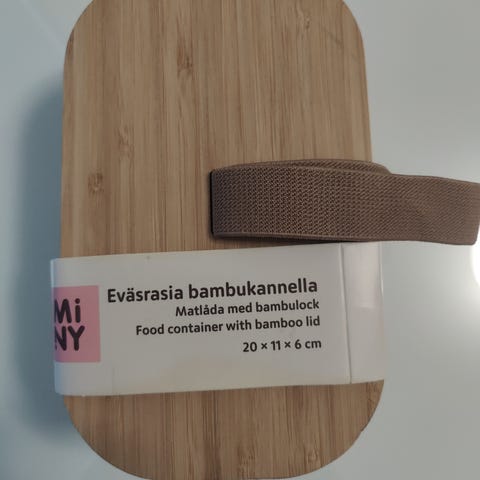 Mi
NY
Eväsrasia bambukannella
Matlåda med bambulock
Food container with bamboo lid
20 × 11 × 6 cm